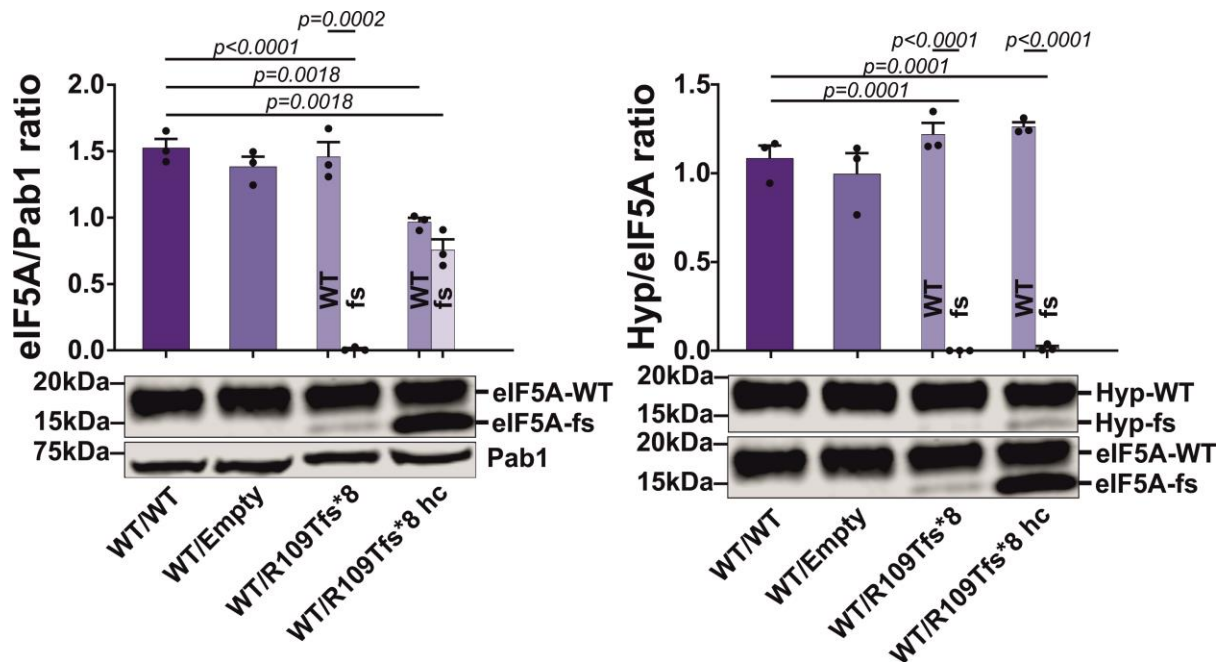 p=0.0002
p<0.0001
p=0.0018
p=0.0018
eIF5A/Pab1 ratio
2.0
1.5
1.0
0.5
0.0
WT
fs
WT
fs
20kDa
15kDa
75kDa
eIF5A-WT
eIF5A-fs
Pab1
WT/WT
WT/Empty
WT/R109Tfs*8
WT/R109Tfs*8 hc
p<0.0001
p<0.0001
p=0.0001
p=0.0001
Hyp/eIF5A ratio
1.5
1.0
0.5
0.0
WT
fs
WT
fs
20kDa
15kDa
20kDa
15kDa
Hyp-WT
Hyp-fs
eIF5A-WT
eIF5A-fs
WT/WT
WT/Empty
WT/R109Tfs*8
WT/R109Tfs*8 hc